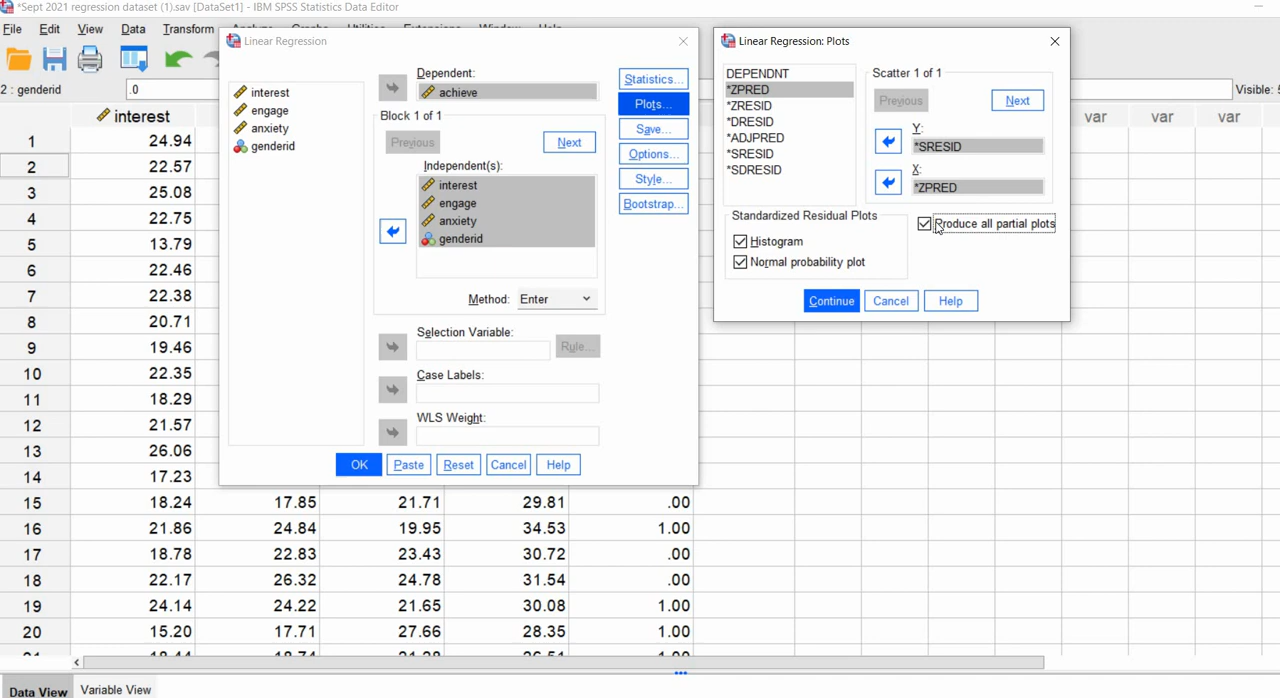 *Sept 2021 regression dataset (1).sav [DataSet1] - IBM SPSS Statistics Data Editor
File Edit View Data Transform
2 : genderid .0 Visible:
interest var var var
1 24.94
2 22.57
3 25.08
4 22.75
5 13.79
6 22.46
7 22.38
8 20.71
9 19.46
10 22.35
11 18.29
12 21.57
13 26.06
14 17.23
15 18.24 17.85 21.71 29.81 .00
16 21.86 24.84 19.95 34.53 1.00
17 18.78 22.83 23.43 30.72 .00
18 22.17 26.32 24.78 31.54 .00
19 24.14 24.22 21.65 30.08 1.00
20 15.20 17.71 27.66 28.35 1.00
Data View Variable View
Linear Regression
interest
engage
anxiety
genderid
Dependent:
achieve
Block 1 of 1
Previous Next
Independent(s):
interest
engage
anxiety
genderid
Method: Enter
Selection Variable:
Rule...
Case Labels:
WLS Weight:
Statistics...
Plots...
Save...
Options...
Style...
Bootstrap...
OK Paste Reset Cancel Help
Linear Regression: Plots
DEPENDNT
*ZPRED
*ZRESID
*DRESID
*ADJPRED
*SRESID
*SDRESID
Scatter 1 of 1
Previous Next
Y:
*SRESID
X:
*ZPRED
Standardized Residual Plots
Histogram
Normal probability plot
Produce all partial plots
Continue Cancel Help